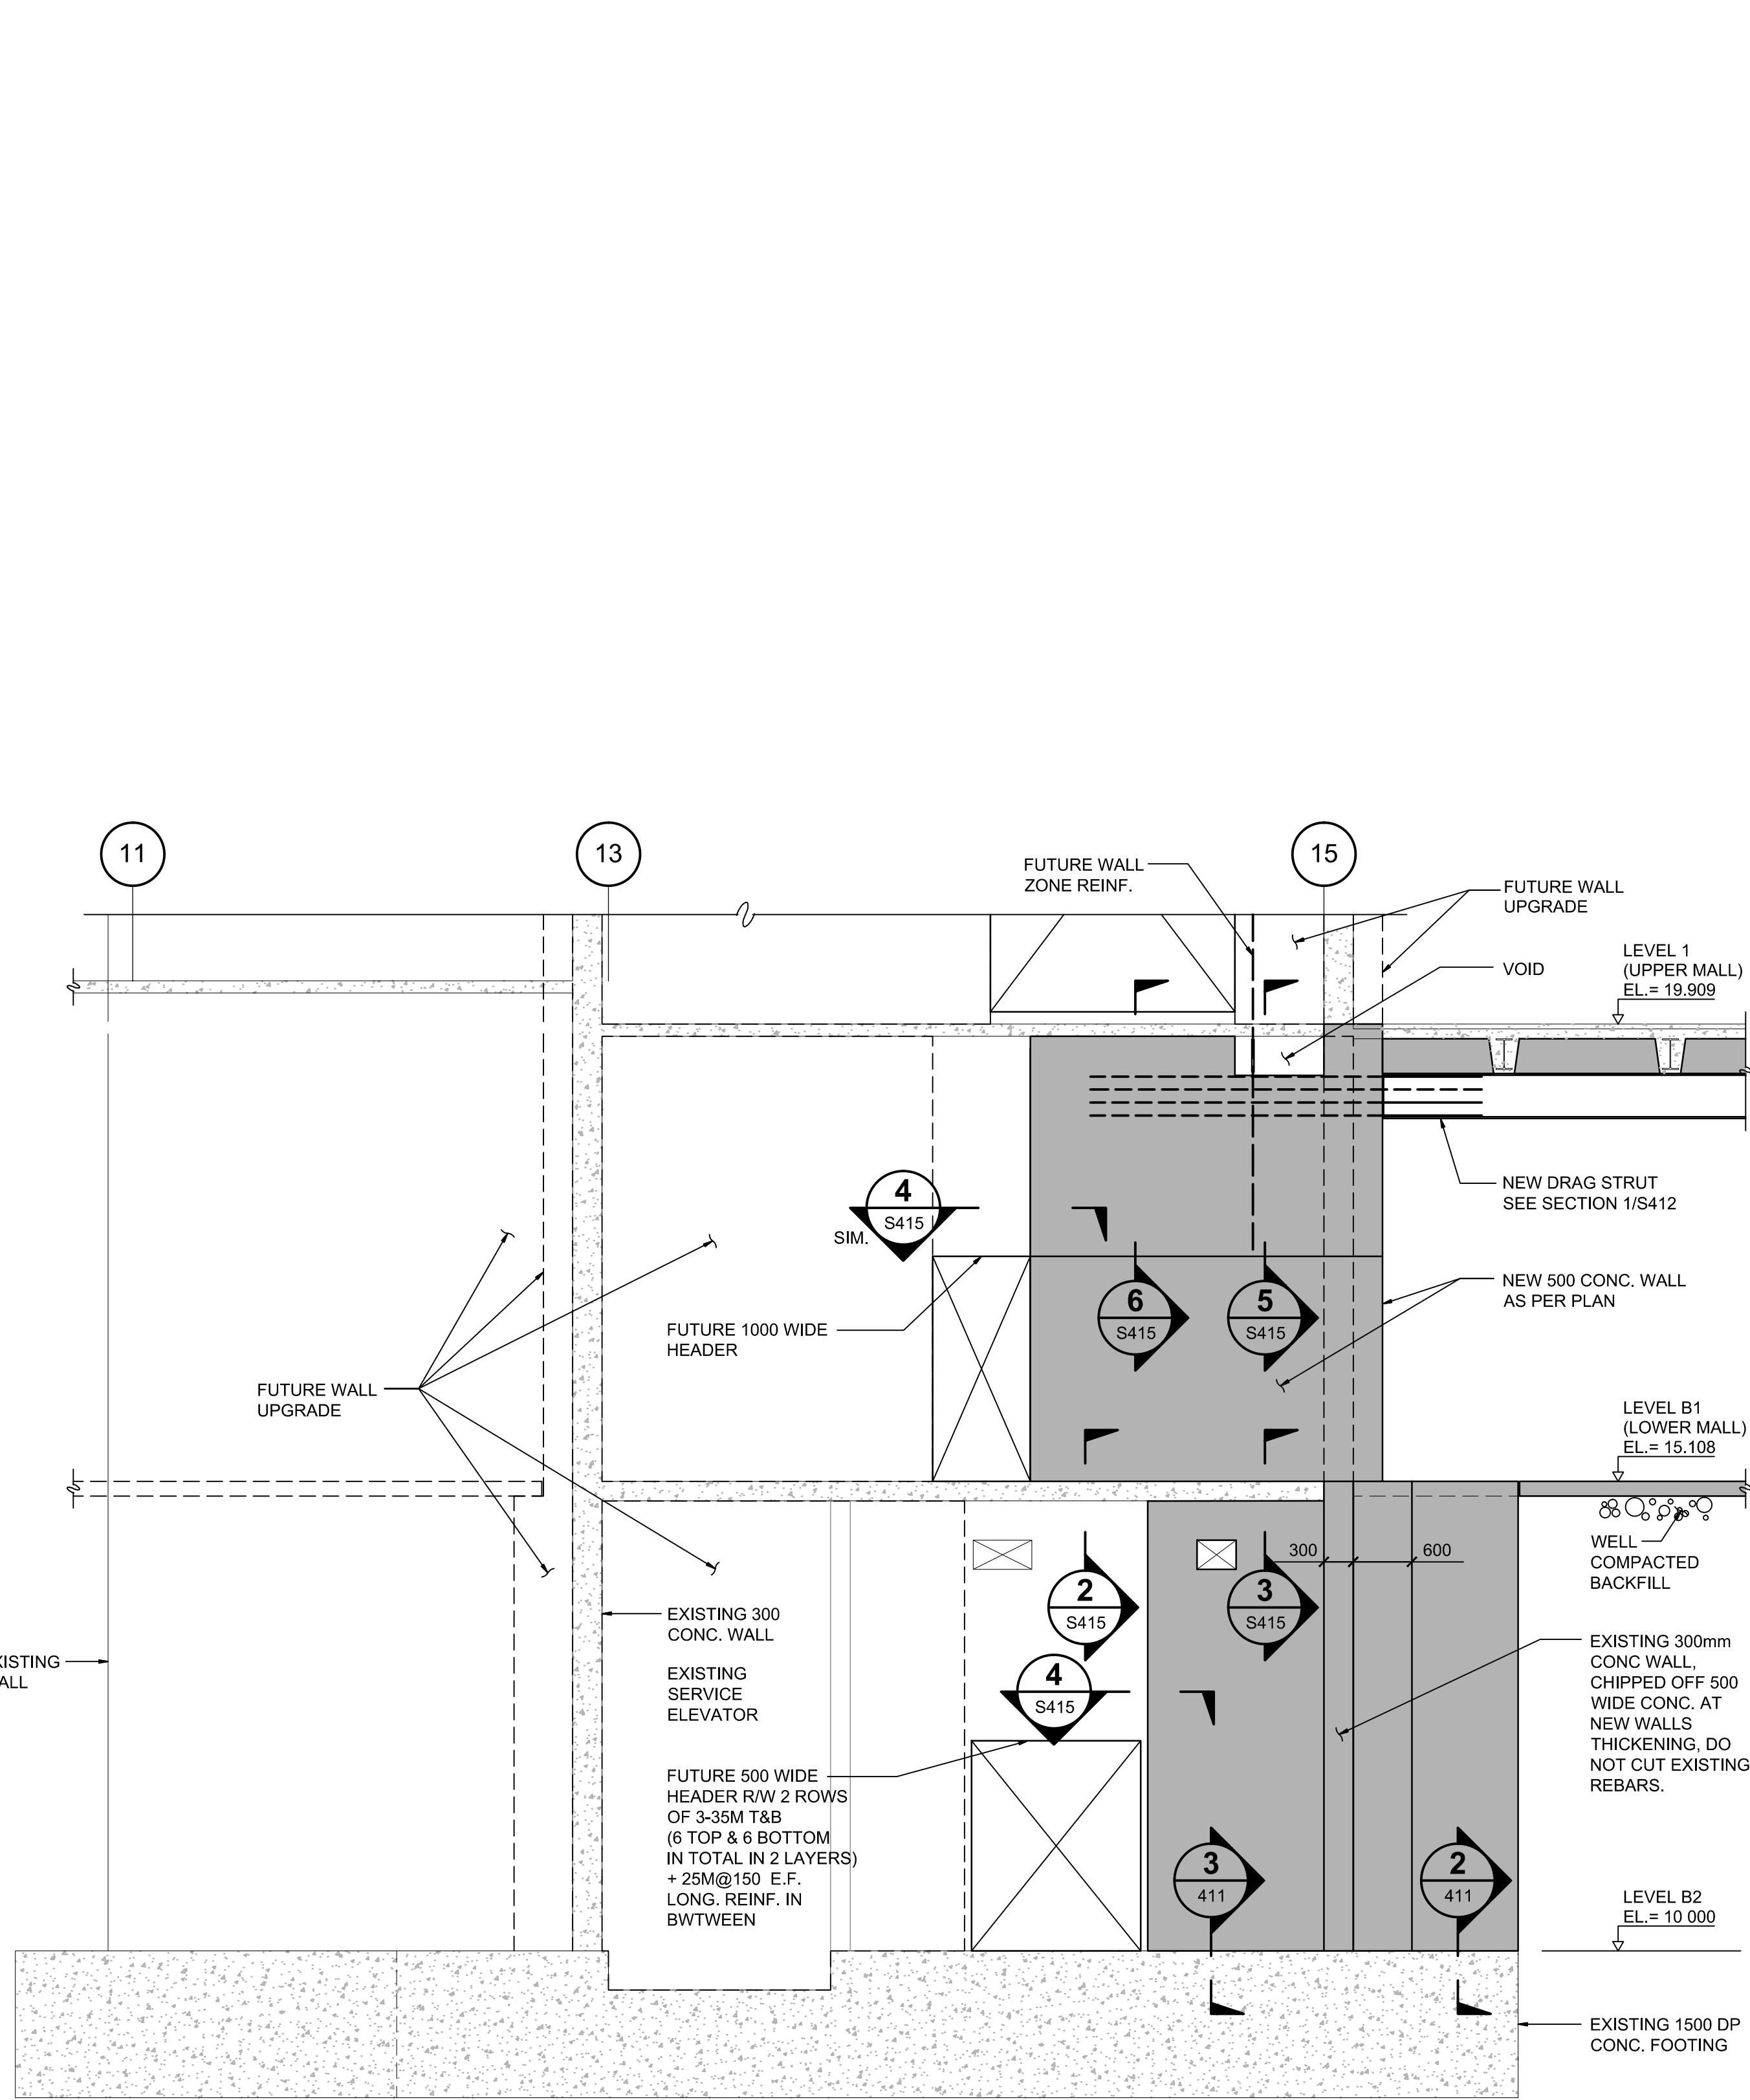 11
13
15
FUTURE WALL
ZONE REINF.
FUTURE WALL
UPGRADE
VOID
LEVEL 1
(UPPER MALL)
EL.= 19.909
NEW DRAG STRUT
SEE SECTION 1/S412
4
S415
SIM.
6
S415
5
S415
NEW 500 CONC. WALL
AS PER PLAN
FUTURE 1000 WIDE
HEADER
FUTURE WALL
UPGRADE
LEVEL B1
(LOWER MALL)
EL.= 15.108
WELL
COMPACTED
BACKFILL
300
600
2
S415
3
S415
EXISTING 300
CONC. WALL
EXISTING
SERVICE
ELEVATOR
4
S415
EXISTING 300mm
CONC WALL,
CHIPPED OFF 500
WIDE CONC. AT
NEW WALLS
THICKENING, DO
NOT CUT EXISTING
REBARS.
XISTING
ALL
FUTURE 500 WIDE
HEADER R/W 2 ROWS
OF 3-35M T&B
(6 TOP & 6 BOTTOM
IN TOTAL IN 2 LAYERS)
+ 25M@150 E.F.
LONG. REINF. IN
BWTWEEN
3
411
2
411
LEVEL B2
EL.= 10 000
EXISTING 1500 DP
CONC. FOOTING